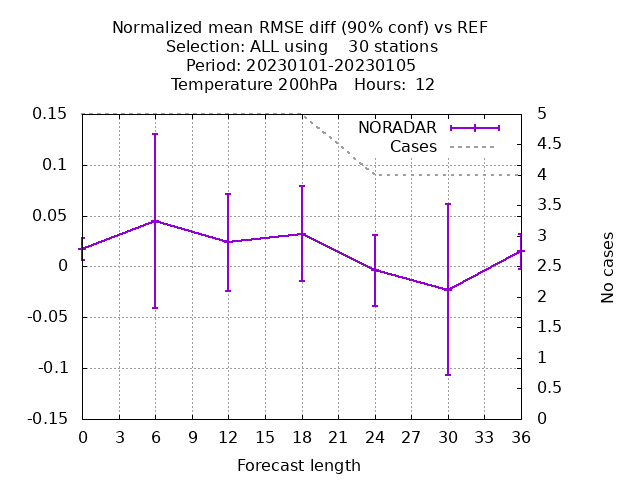 Normalized mean RMSE diff (90% conf) vs REF
Selection: ALL using    30 stations
Period: 20230101-20230105
Temperature 200hPa   Hours:  12
NORADAR
Cases
0.15
0.1
0.05
0
-0.05
-0.1
-0.15
5
4.5
4
3.5
3
2.5
2
1.5
1
0.5
0
No cases
0 3 6 9 12 15 18 21 24 27 30 33 36
Forecast length